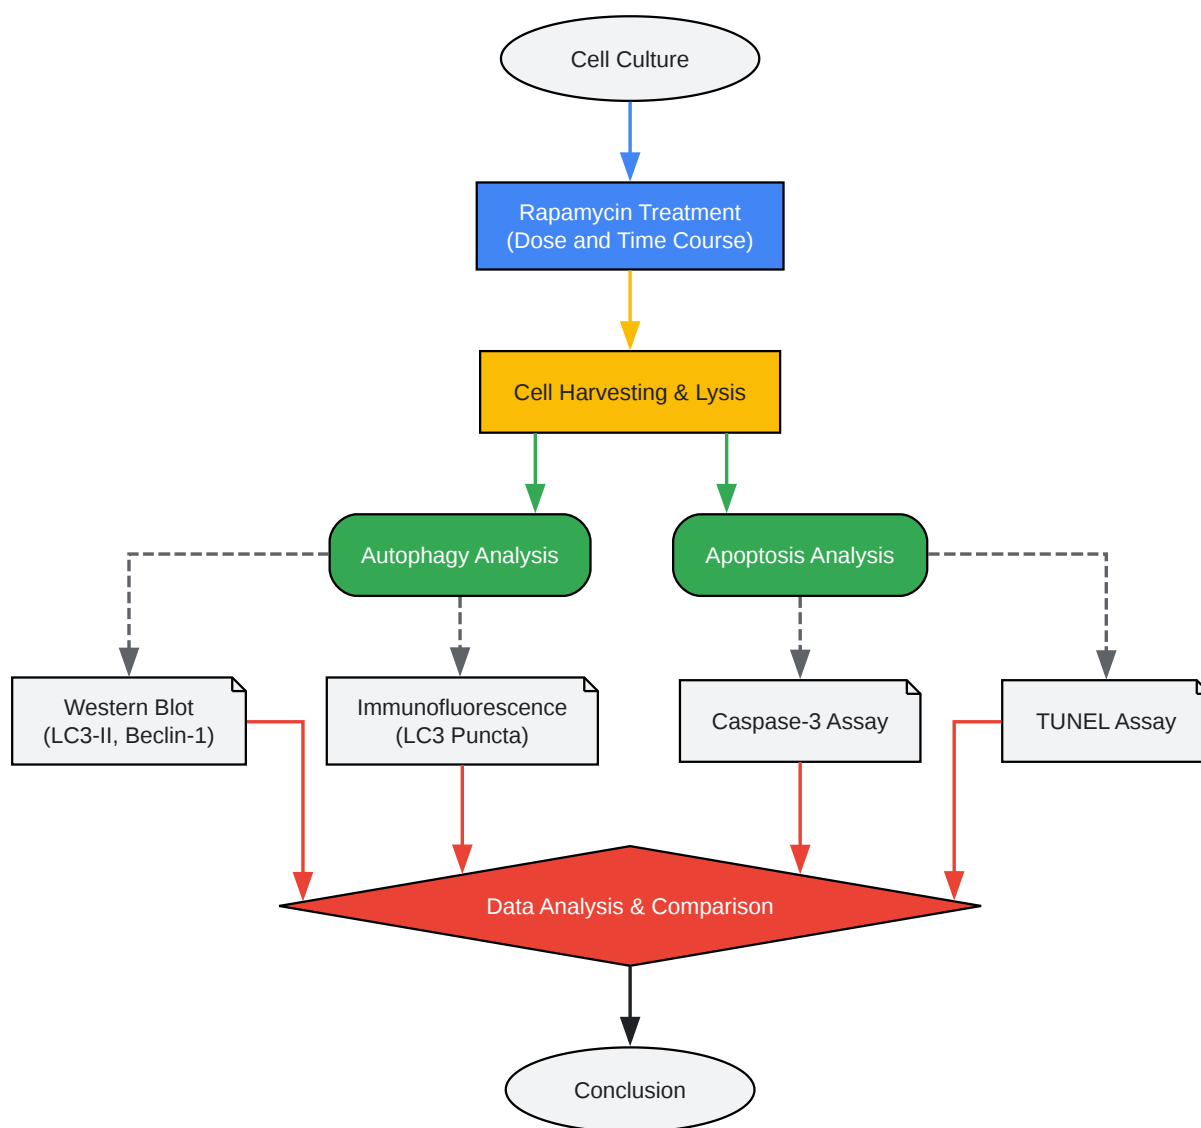 Cell Culture
Rapamycin Treatment
(Dose and Time Course)
Cell Harvesting & Lysis
Autophagy Analysis
Apoptosis Analysis
Western Blot
(LC3-II, Beclin-1)
Immunofluorescence
(LC3 Puncta)
Caspase-3 Assay
TUNEL Assay
Data Analysis & Comparison
Conclusion